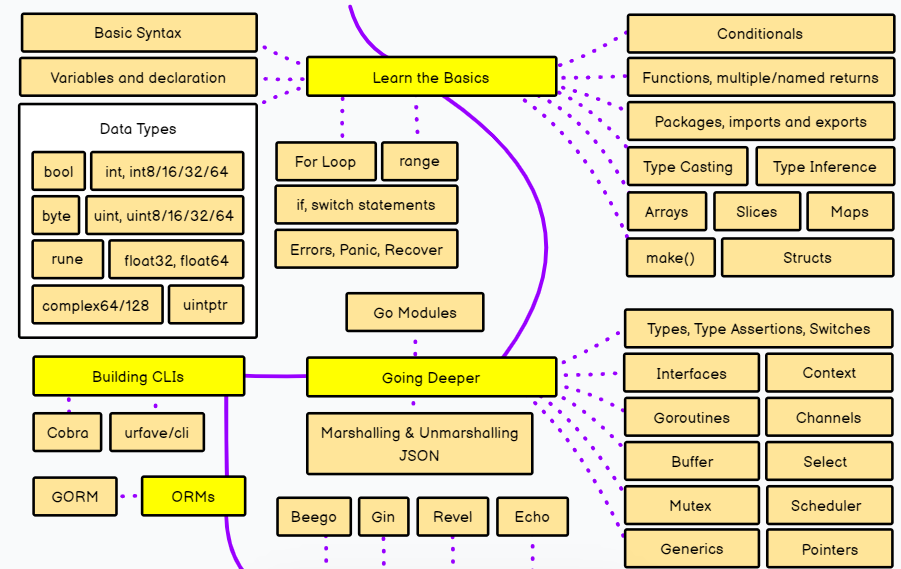 Basic Syntax
Variables and declaration
Data Types
bool
int, int8/16/32/64
byte
uint, uint8/16/32/64
rune
float32, float64
complex64/128
uintptr
Learn the Basics
For Loop
range
if, switch statements
Errors, Panic, Recover
Conditionals
Functions, multiple/named returns
Packages, imports and exports
Type Casting
Type Inference
Arrays
Slices
Maps
make()
Structs
Go Modules
Going Deeper
Marshalling & Unmarshalling
JSON
Types, Type Assertions, Switches
Interfaces
Context
Goroutines
Channels
Buffer
Select
Mutex
Scheduler
Generics
Pointers
Building CLIs
Cobra
urfave/cli
GORM
ORMs
Beego
Gin
Revel
Echo